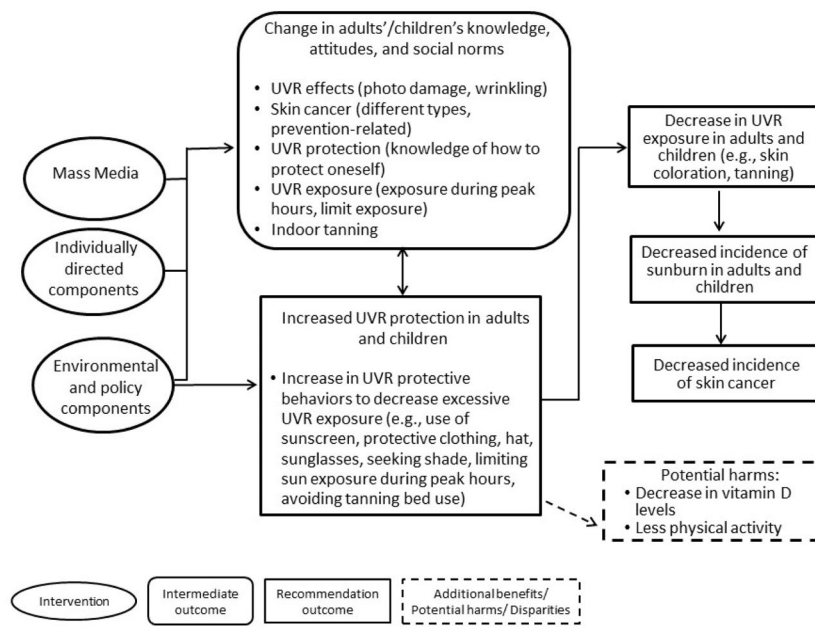 Change in adults'/children's knowledge,
attitudes, and social norms
• UVR effects (photo damage, wrinkling)
• Skin cancer (different types,
prevention-related)
• UVR protection (knowledge of how to
protect oneself)
• UVR exposure (exposure during peak
hours, limit exposure)
• Indoor tanning
Mass Media
Individually
directed
components
Environmental
and policy
components
Increased UVR protection in adults
and children
• Increase in UVR protective
behaviors to decrease excessive
UVR exposure (e.g., use of
sunscreen, protective clothing, hat,
sunglasses, seeking shade, limiting
sun exposure during peak hours,
avoiding tanning bed use)
Decrease in UVR
exposure in adults and
children (e.g., skin
coloration, tanning)
Decreased incidence of
sunburn in adults and
children
Decreased incidence
of skin cancer
Potential harms:
• Decrease in vitamin D
levels
• Less physical activity
Intervention
Intermediate
outcome
Recommendation
outcome
Additional benefits/
Potential harms/ Disparities